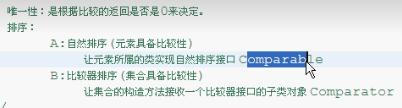 唯一性：是根据比较的返回是否是0来决定。
排序：
A：自然排序（元素具备比较性）
让元素所属的类实现自然排序接口 Comparable
B：比较器排序（集合具备比较性）
让集合的构造方法接收一个比较器接口的子类对象 Comparator
/